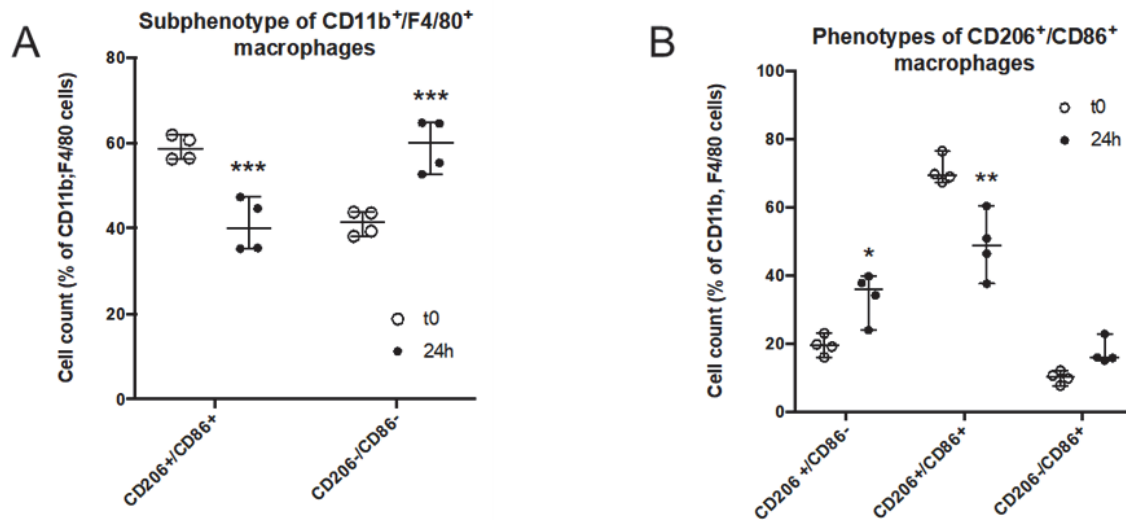 A
Subphenotype of CD11b⁺/F4/80⁺
macrophages
Cell count (% of CD11b;F4/80 cells)
80
60
40
20
0
***
***
t0
24h
CD206+/CD86+
CD206-/CD86-
B
Phenotypes of CD206⁺/CD86⁺
macrophages
Cell count (% of CD11b, F4/80 cells)
100
80
60
40
20
0
t0
24h
*
**
CD206 +/CD86-
CD206+/CD86+
CD206-/CD86+